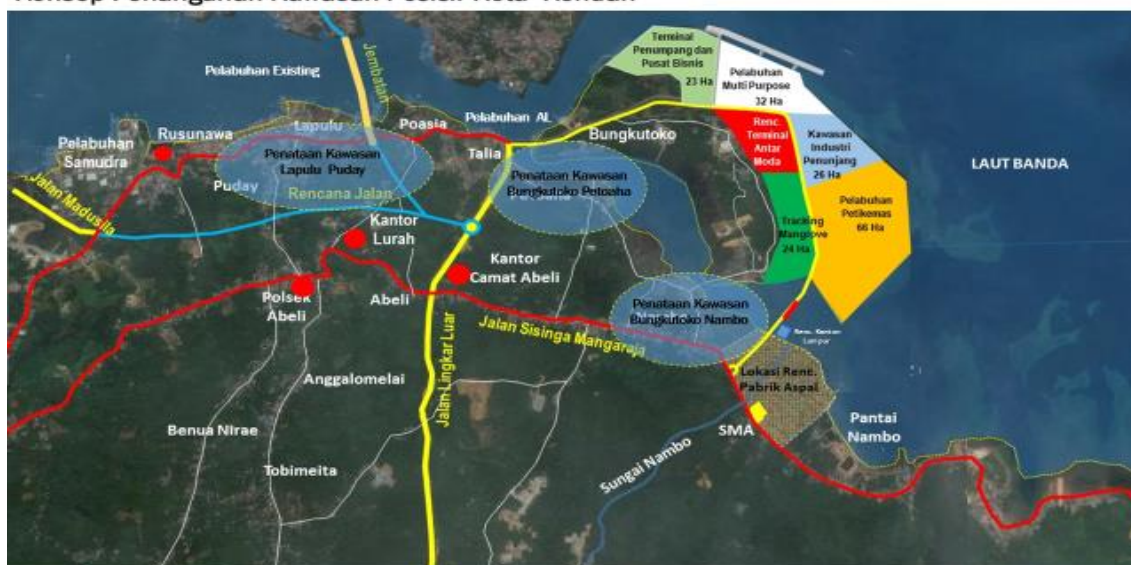 Terminal
Penumpang dan
Pusat Bisnis
23 Ha
Pelabuhan
Multi Purpose
32 Ha
Pelabuhan Existing
Jembatan
Rusunawa
Lapulu
Poasia
Pelabuhan AL
Bungkutoko
Renc.
Terminal
Antar
Moda
Kawasan
Industri
Penunjang
26 Ha
LAUT BANDA
Pelabuhan
Samudra
Penataan Kawasan
Lapulu Puday
Talia
Puday
Rencana Jalan
Penataan Kawasan
Bungkutoko Petoaha
Pelabuhan
Petikemas
66 Ha
Jalan Madusila
Tracking
Manglove
24 Ha
Kantor
Lurah
Kantor
Camat Abeli
Polsek
Abeli
Abeli
Penataan Kawasan
Bungkutoko Nambo
Jalan Sisinga Mangaraja
Jalan Lingkar Luar
Anggalomelai
Lokasi Renc.
Pabrik Aspal
Benua Nirae
SMA
Pantai
Nambo
Tobimeita
Sungai Nambo